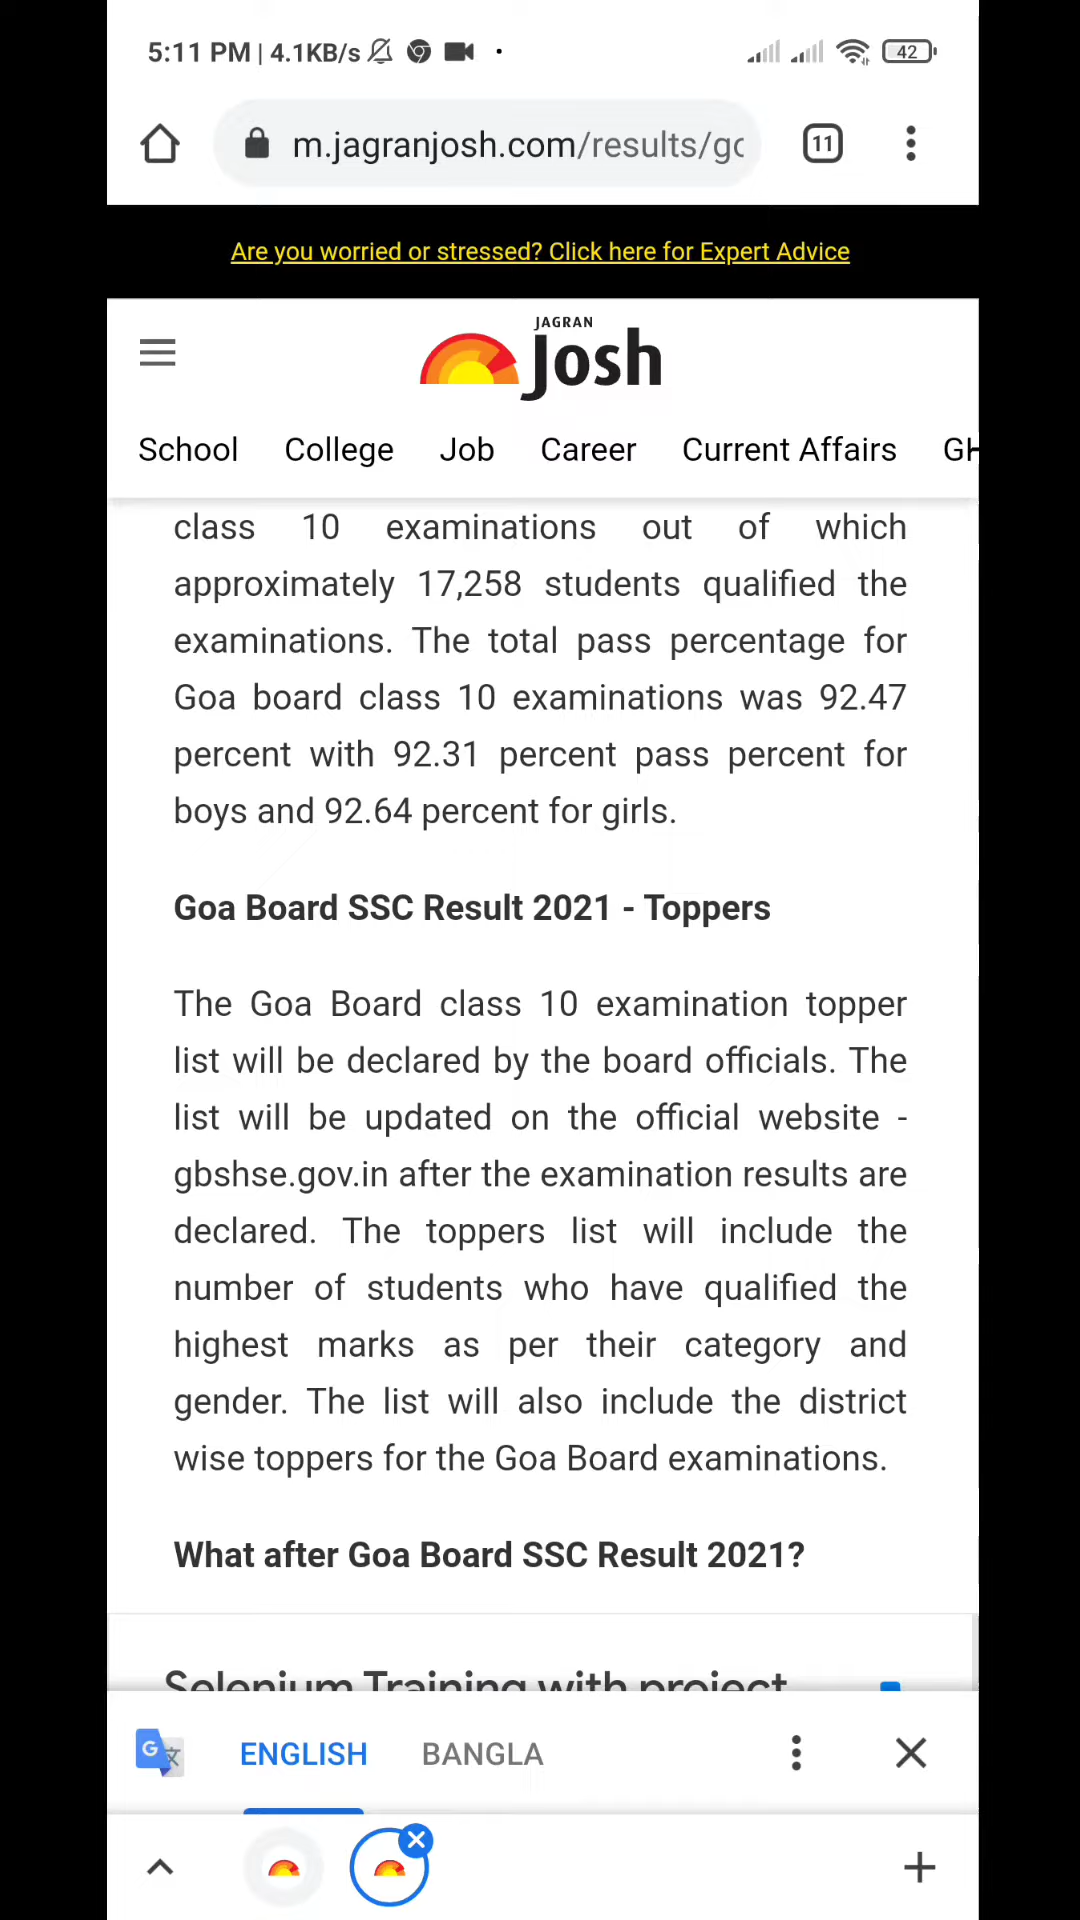 5:11 PM | 4.1KB/s
42
m.jagranjosh.com/results/go
11
Are you worried or stressed? Click here for Expert Advice
JAGRAN
Josh
School College Job Career Current Affairs
class 10 examinations out of which
approximately 17,258 students qualified the
examinations. The total pass percentage for
Goa board class 10 examinations was 92.47
percent with 92.31 percent pass percent for
boys and 92.64 percent for girls.
Goa Board SSC Result 2021 - Toppers
The Goa Board class 10 examination topper
list will be declared by the board officials. The
list will be updated on the official website -
gbshse.gov.in after the examination results are
declared. The toppers list will include the
number of students who have qualified the
highest marks as per their category and
gender. The list will also include the district
wise toppers for the Goa Board examinations.
What after Goa Board SSC Result 2021?
Selenium Training with project
ENGLISH BANGLA